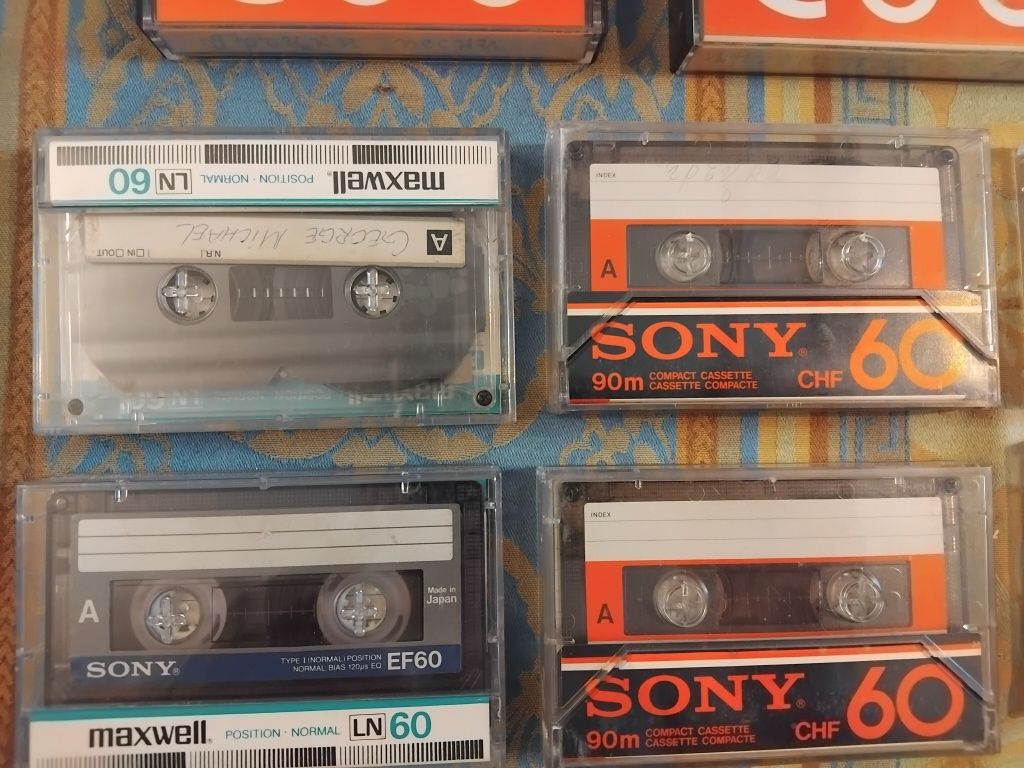 maxwell®
POSITION · NORMAL
LN 60
A
GEORGE MICHAEL
N.R.
□IN □OUT
INDEX
A
SONY®
90m
COMPACT CASSETTE
CASSETTE COMPACTE
CHF 60
A
Made in
Japan
SONY®
TYPE I (NORMAL) POSITION
NORMAL BIAS 120µs EQ
EF60
maxwell®
POSITION · NORMAL
LN 60
INDEX
A
SONY®
90m
COMPACT CASSETTE
CASSETTE COMPACTE
CHF 60